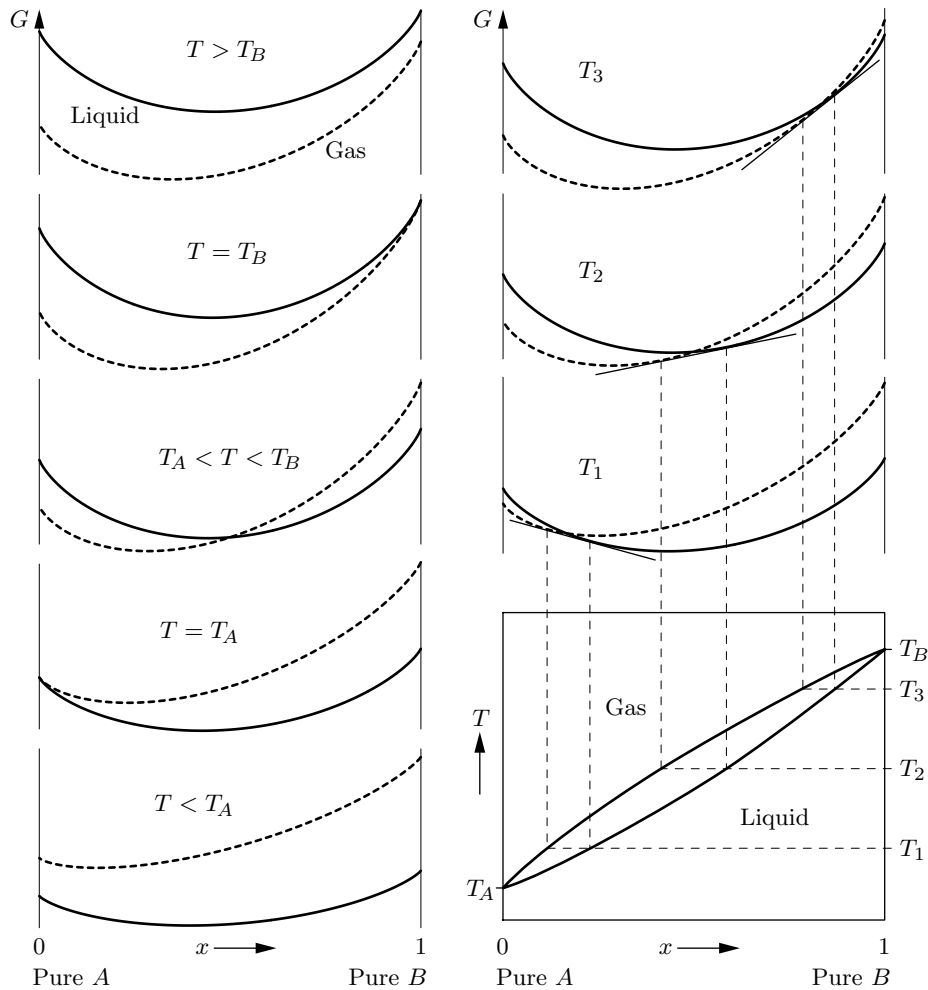 G
T > T_B
Liquid
Gas
T = T_B
T_A < T < T_B
T = T_A
T < T_A
0
x
1
Pure A
Pure B
T_3
T_2
T_1
T_B
T_3
Gas
T
T_2
Liquid
T_1
T_A
0
x
1
Pure A
Pure B